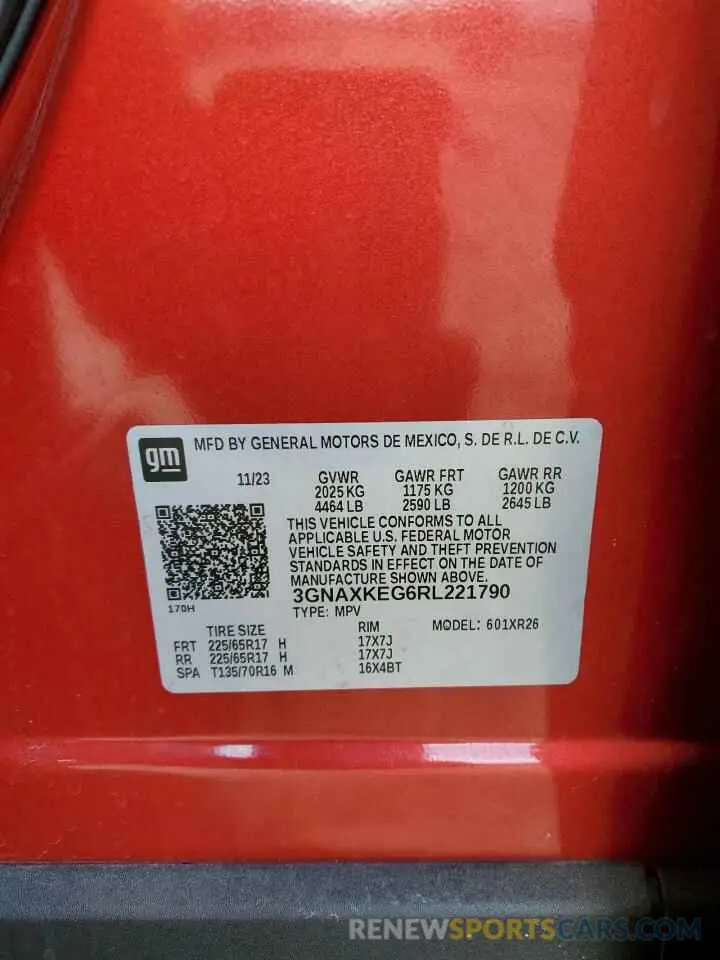 gm MFD BY GENERAL MOTORS DE MEXICO, S. DE R.L. DE C.V.
11/23 GVWR GAWR FRT GAWR RR
2025 KG 1175 KG 1200 KG
4464 LB 2590 LB 2645 LB
THIS VEHICLE CONFORMS TO ALL
APPLICABLE U.S. FEDERAL MOTOR
VEHICLE SAFETY AND THEFT PREVENTION
STANDARDS IN EFFECT ON THE DATE OF
MANUFACTURE SHOWN ABOVE.
170H 3GNAXKEG6RL221790
TYPE: MPV
TIRE SIZE RIM MODEL: 601XR26
FRT 225/65R17 H 17X7J
RR 225/65R17 H 17X7J
SPA T135/70R16 M 16X4BT
RENEWSPORTSCARS.COM